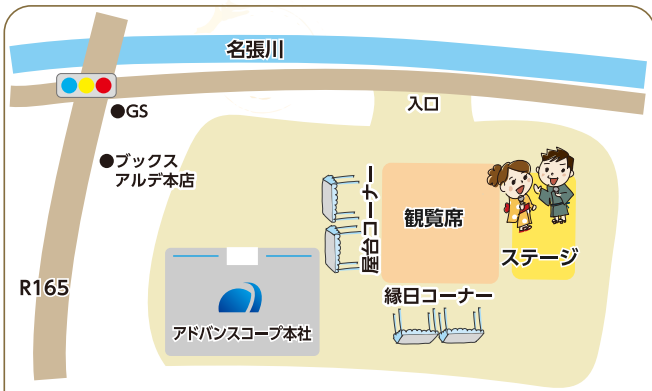 名張川
GS
入口
ブックス
アルデ本店
屋台コーナー
観覧席
ステージ
R165
縁日コーナー
アドバンスコープ本社